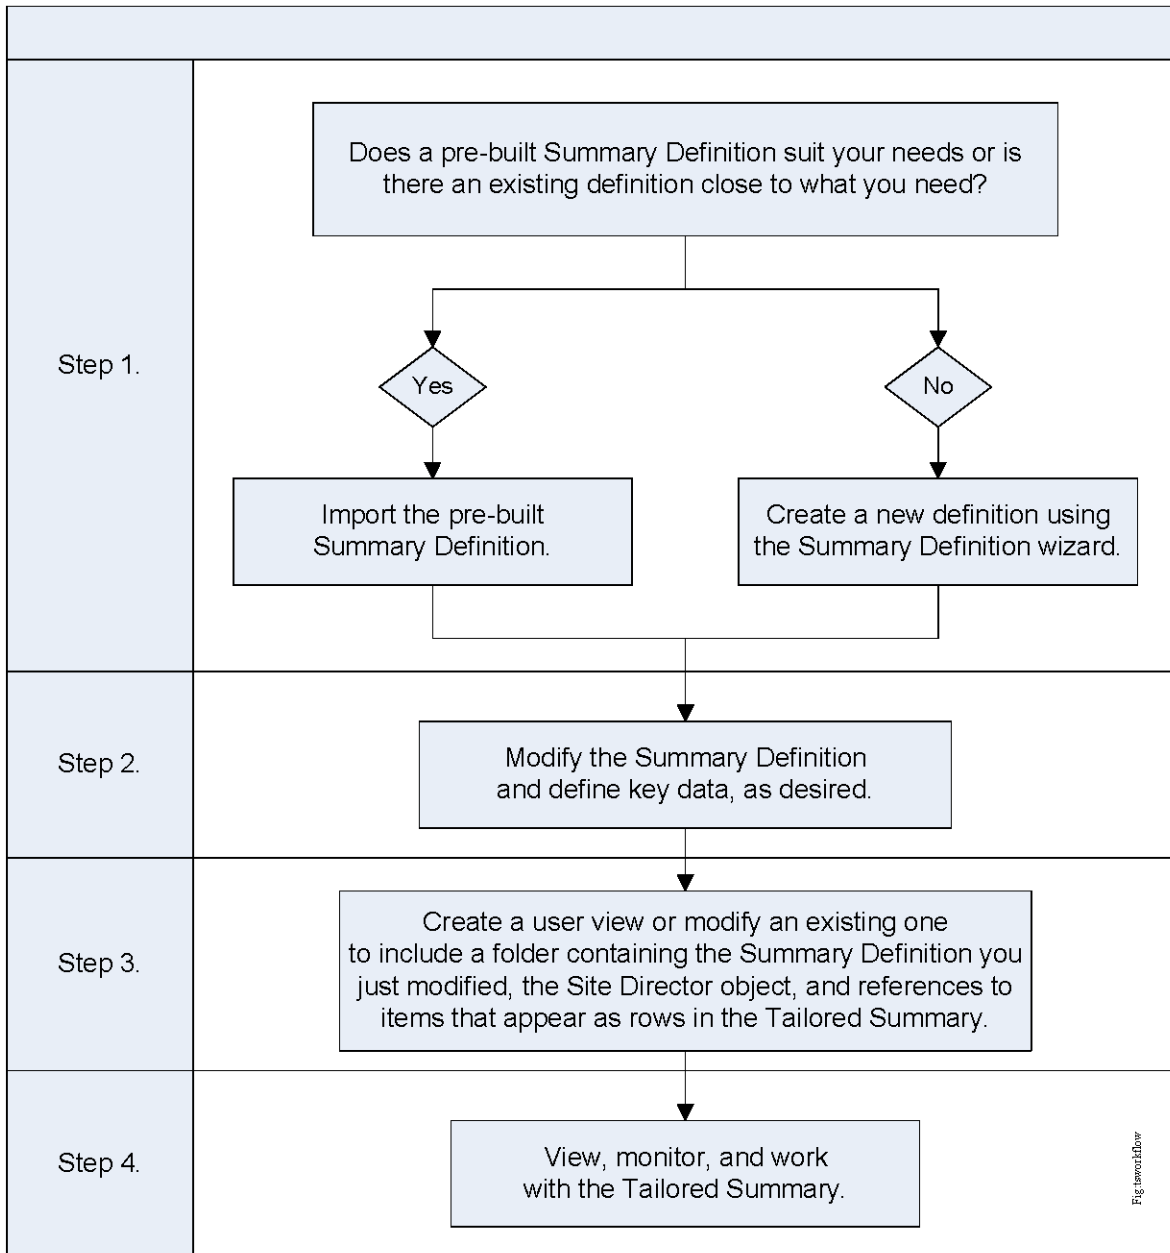 Step 1.
Does a pre-built Summary Definition suit your needs or is
there an existing definition close to what you need?
Yes
No
Import the pre-built
Summary Definition.
Create a new definition using
the Summary Definition wizard.
Step 2.
Modify the Summary Definition
and define key data, as desired.
Step 3.
Create a user view or modify an existing one
to include a folder containing the Summary Definition you
just modified, the Site Director object, and references to
items that appear as rows in the Tailored Summary.
Step 4.
View, monitor, and work
with the Tailored Summary.
Fig:tsworkflow